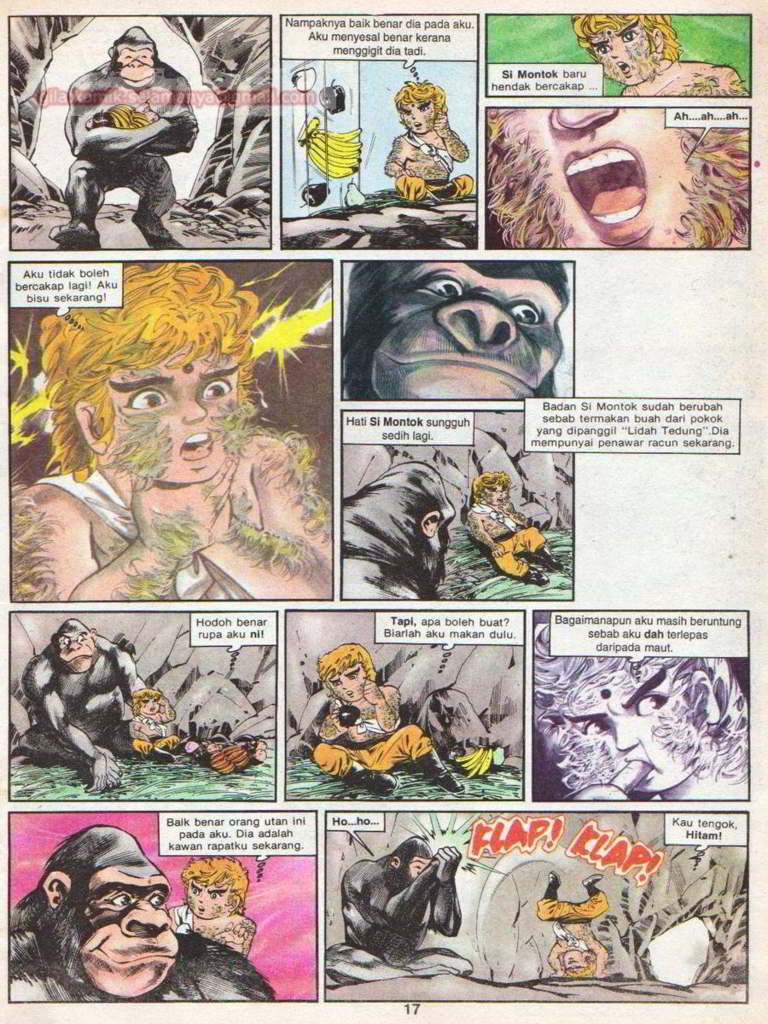 Nampaknya baik benar dia pada aku.
Aku menyesal benar kerana
menggigit dia tadi.
Si Montok baru
hendak bercakap ...
Ah....ah....ah...
Aku tidak boleh
bercakap lagi! Aku
bisu sekarang!
Hati Si Montok sungguh
sedih lagi.
Badan Si Montok sudah berubah
sebab termakan buah dari pokok
yang dipanggil "Lidah Tedung".Dia
mempunyai penawar racun sekarang.
Hodoh benar
rupa aku ni!
Tapi, apa boleh buat?
Biarlah aku makan dulu.
Bagaimanapun aku masih beruntung
sebab aku dah terlepas
daripada maut.
Baik benar orang utan ini
pada aku. Dia adalah
kawan rapatku sekarang.
Ho...ho...
KLAP! KLAP!
Kau tengok,
Hitam!
17